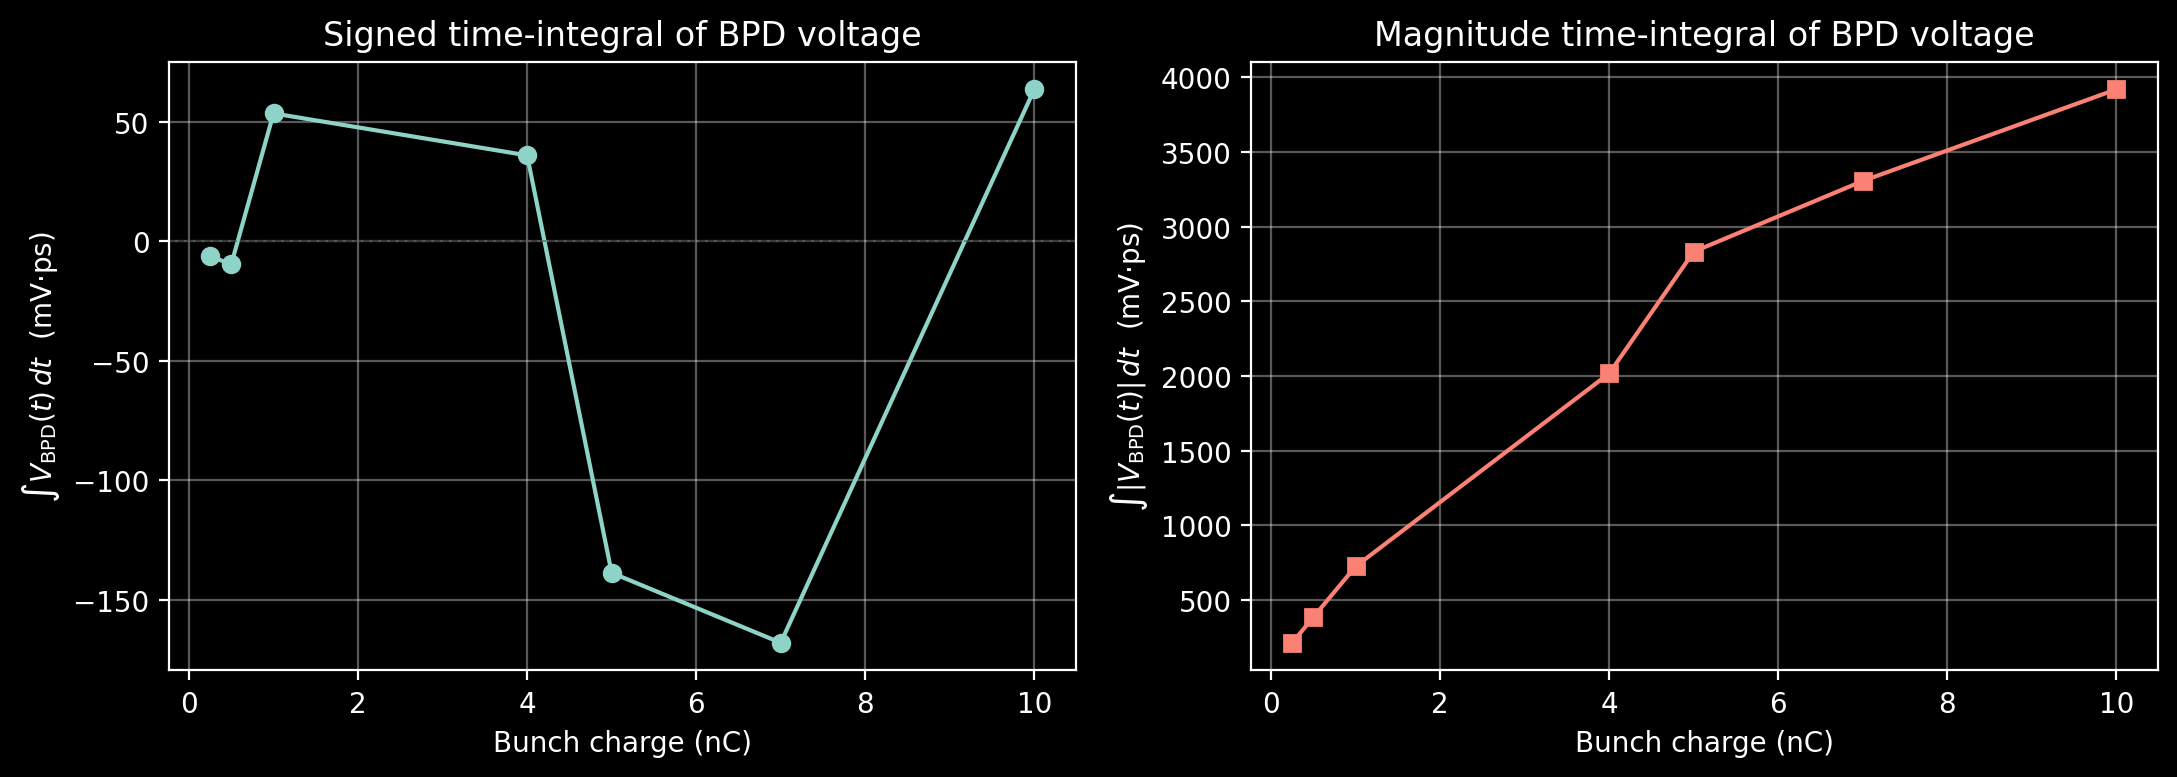 Signed time-integral of BPD voltage
50
0
−50
−100
−150
∫V_BPD(t) dt (mV·ps)
0 2 4 6 8 10
Bunch charge (nC)
Magnitude time-integral of BPD voltage
4000
3500
3000
2500
2000
1500
1000
500
∫|V_BPD(t)| dt (mV·ps)
0 2 4 6 8 10
Bunch charge (nC)